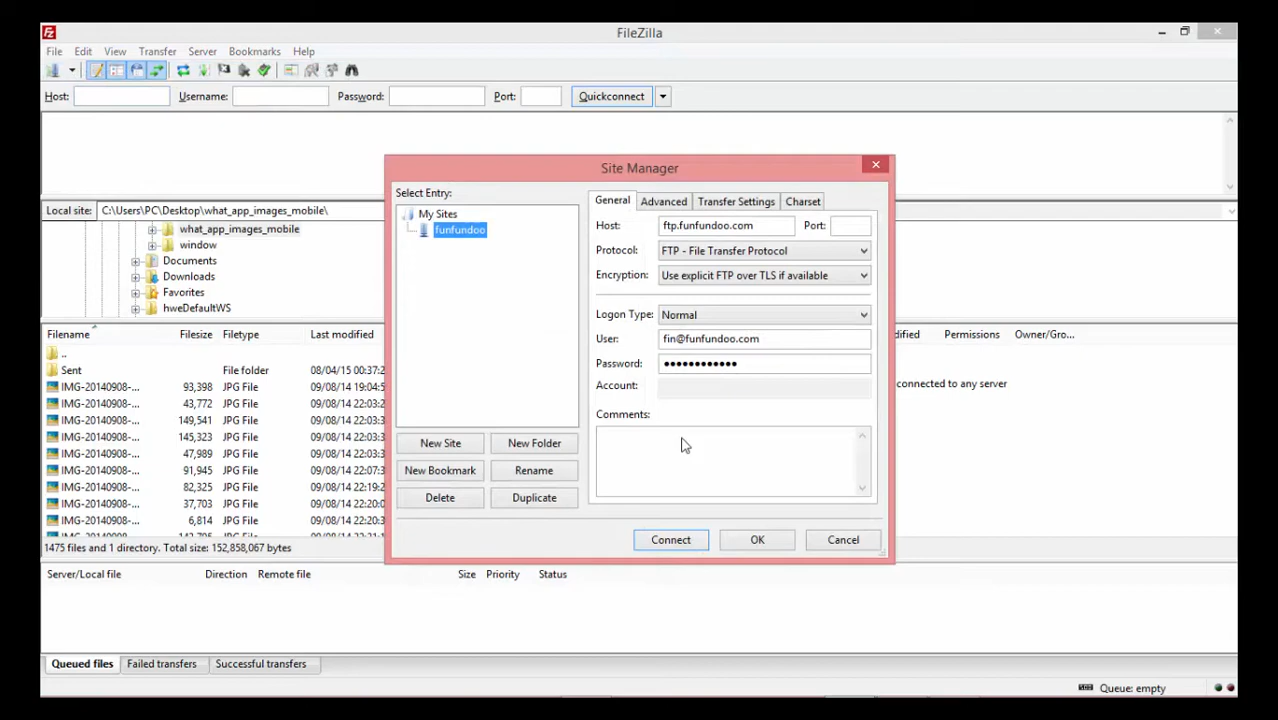 FileZilla
File Edit View Transfer Server Bookmarks Help
Host: Username: Password: Port: Quickconnect
Local site: C:\Users\PC\Desktop\what_app_images_mobile\
what_app_images_mobile
window
Documents
Downloads
Favorites
hweDefaultWS
Filename Filesize Filetype Last modified
..
Sent File folder 08/04/15 00:37:2
IMG-20140908-... 93,398 JPG File 09/08/14 19:04:5
IMG-20140908-... 43,772 JPG File 09/08/14 22:03:2
IMG-20140908-... 149,541 JPG File 09/08/14 22:03:3
IMG-20140908-... 145,323 JPG File 09/08/14 22:03:3
IMG-20140908-... 47,989 JPG File 09/08/14 22:03:3
IMG-20140908-... 91,945 JPG File 09/08/14 22:07:3
IMG-20140908-... 82,325 JPG File 09/08/14 22:19:2
IMG-20140908-... 37,703 JPG File 09/08/14 22:20:0
IMG-20140908-... 6,814 JPG File 09/08/14 22:20:3
1475 files and 1 directory. Total size: 152,858,067 bytes
Site Manager
Select Entry:
My Sites
funfundoo
New Site New Folder
New Bookmark Rename
Delete Duplicate
General Advanced Transfer Settings Charset
Host: ftp.funfundoo.com Port:
Protocol: FTP - File Transfer Protocol
Encryption: Use explicit FTP over TLS if available
Logon Type: Normal
User: fin@funfundoo.com
Password: ••••••••••••
Account:
Comments:
Connect OK Cancel
dified Permissions Owner/Gro...
connected to any server
Server/Local file Direction Remote file Size Priority Status
Queued files Failed transfers Successful transfers
Queue: empty